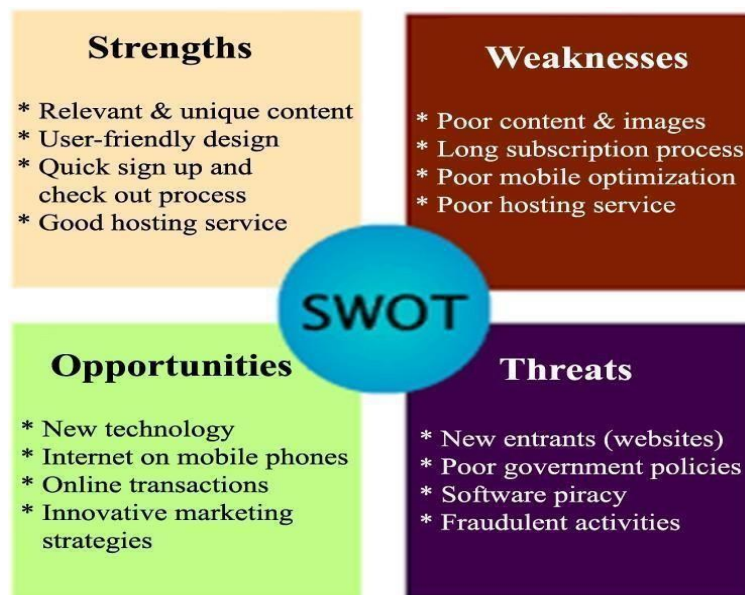 Strengths
* Relevant & unique content
* User-friendly design
* Quick sign up and
check out process
* Good hosting service
Weaknesses
* Poor content & images
* Long subscription process
* Poor mobile optimization
* Poor hosting service
SWOT
Opportunities
* New technology
* Internet on mobile phones
* Online transactions
* Innovative marketing
strategies
Threats
* New entrants (websites)
* Poor government policies
* Software piracy
* Fraudulent activities